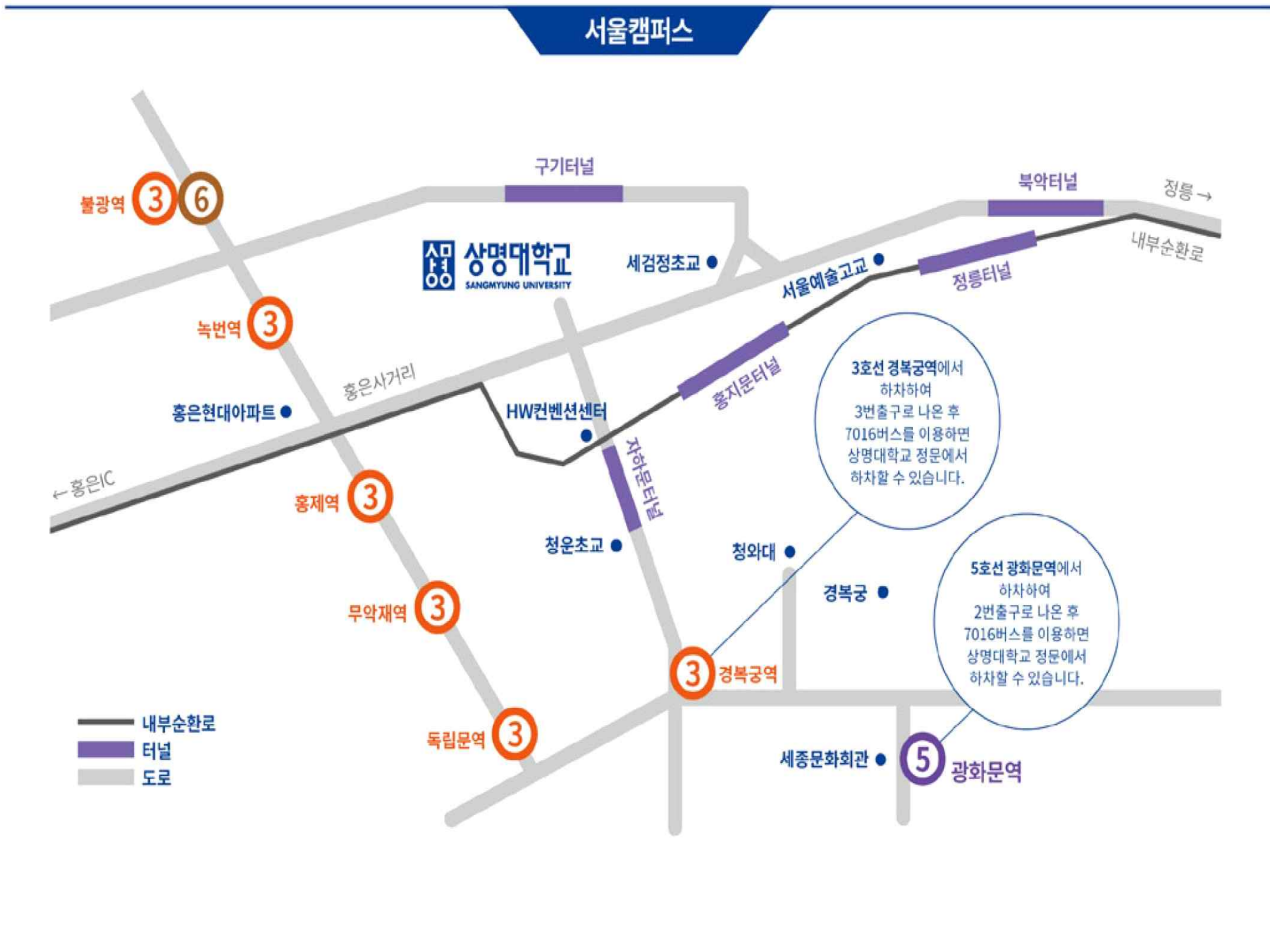 서울캠퍼스
구기터널
북악터널
정릉 →
불광역 3 6
내부순환로
상명
상명대학교
SANGMYUNG UNIVERSITY
세검정초교
서울예술고교
정릉터널
녹번역 3
홍은사거리
홍지문터널
3호선 경복궁역에서
하차하여
3번출구로 나온 후
7016버스를 이용하면
상명대학교 정문에서
하차할 수 있습니다.
홍은현대아파트
HW컨벤션센터
자하문터널
← 홍은IC
홍제역 3
청운초교
청와대
경복궁
5호선 광화문역에서
하차하여
2번출구로 나온 후
7016버스를 이용하면
상명대학교 정문에서
하차할 수 있습니다.
무악재역 3
3 경복궁역
독립문역 3
세종문화회관
5 광화문역
내부순환로
터널
도로